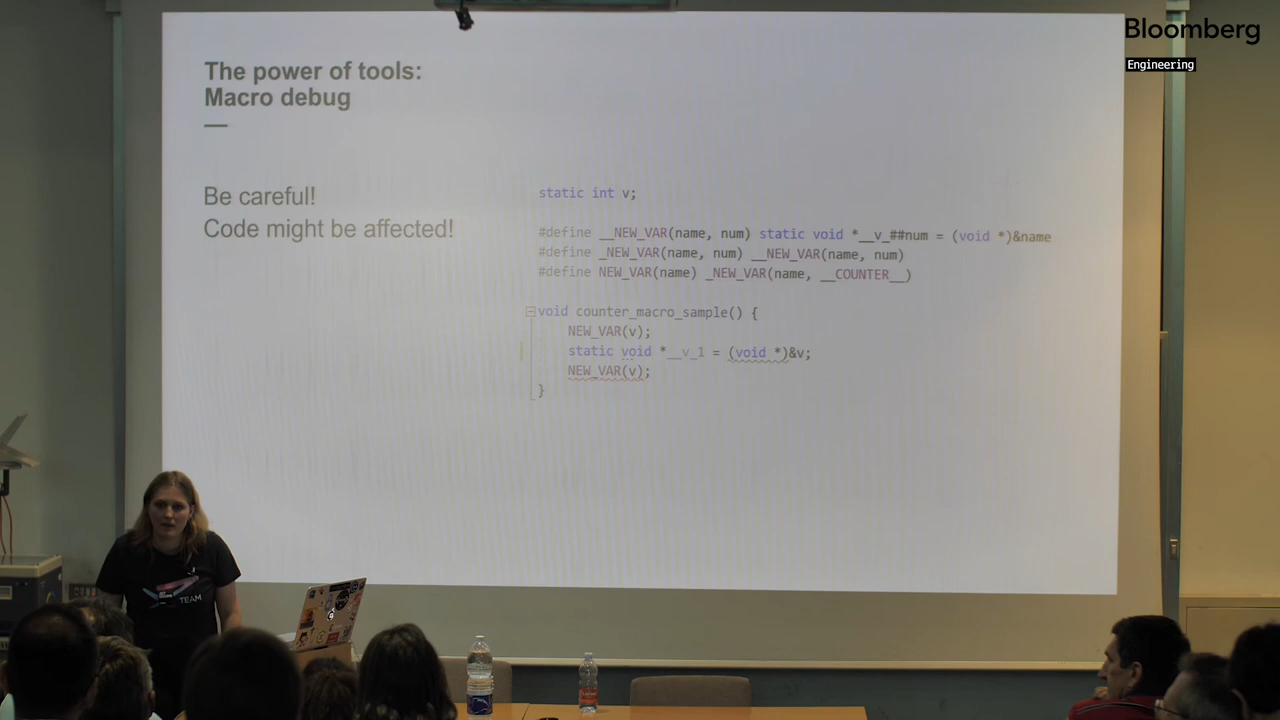 Bloomberg
Engineering
The power of tools:
Macro debug
Be careful!
Code might be affected!
static int v;
#define __NEW_VAR(name, num) static void *__v_##num = (void *)&name
#define _NEW_VAR(name, num) __NEW_VAR(name, num)
#define NEW_VAR(name) _NEW_VAR(name, __COUNTER__)
void counter_macro_sample() {
NEW_VAR(v);
static void *__v_1 = (void *)&v;
NEW_VAR(v);
}
TEAM